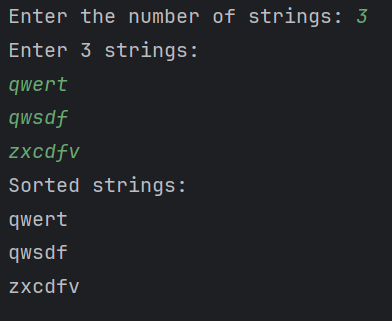 Enter the number of strings: 3
Enter 3 strings:
qwert
qwsdf
zxcdfv
Sorted strings:
qwert
qwsdf
zxcdfv